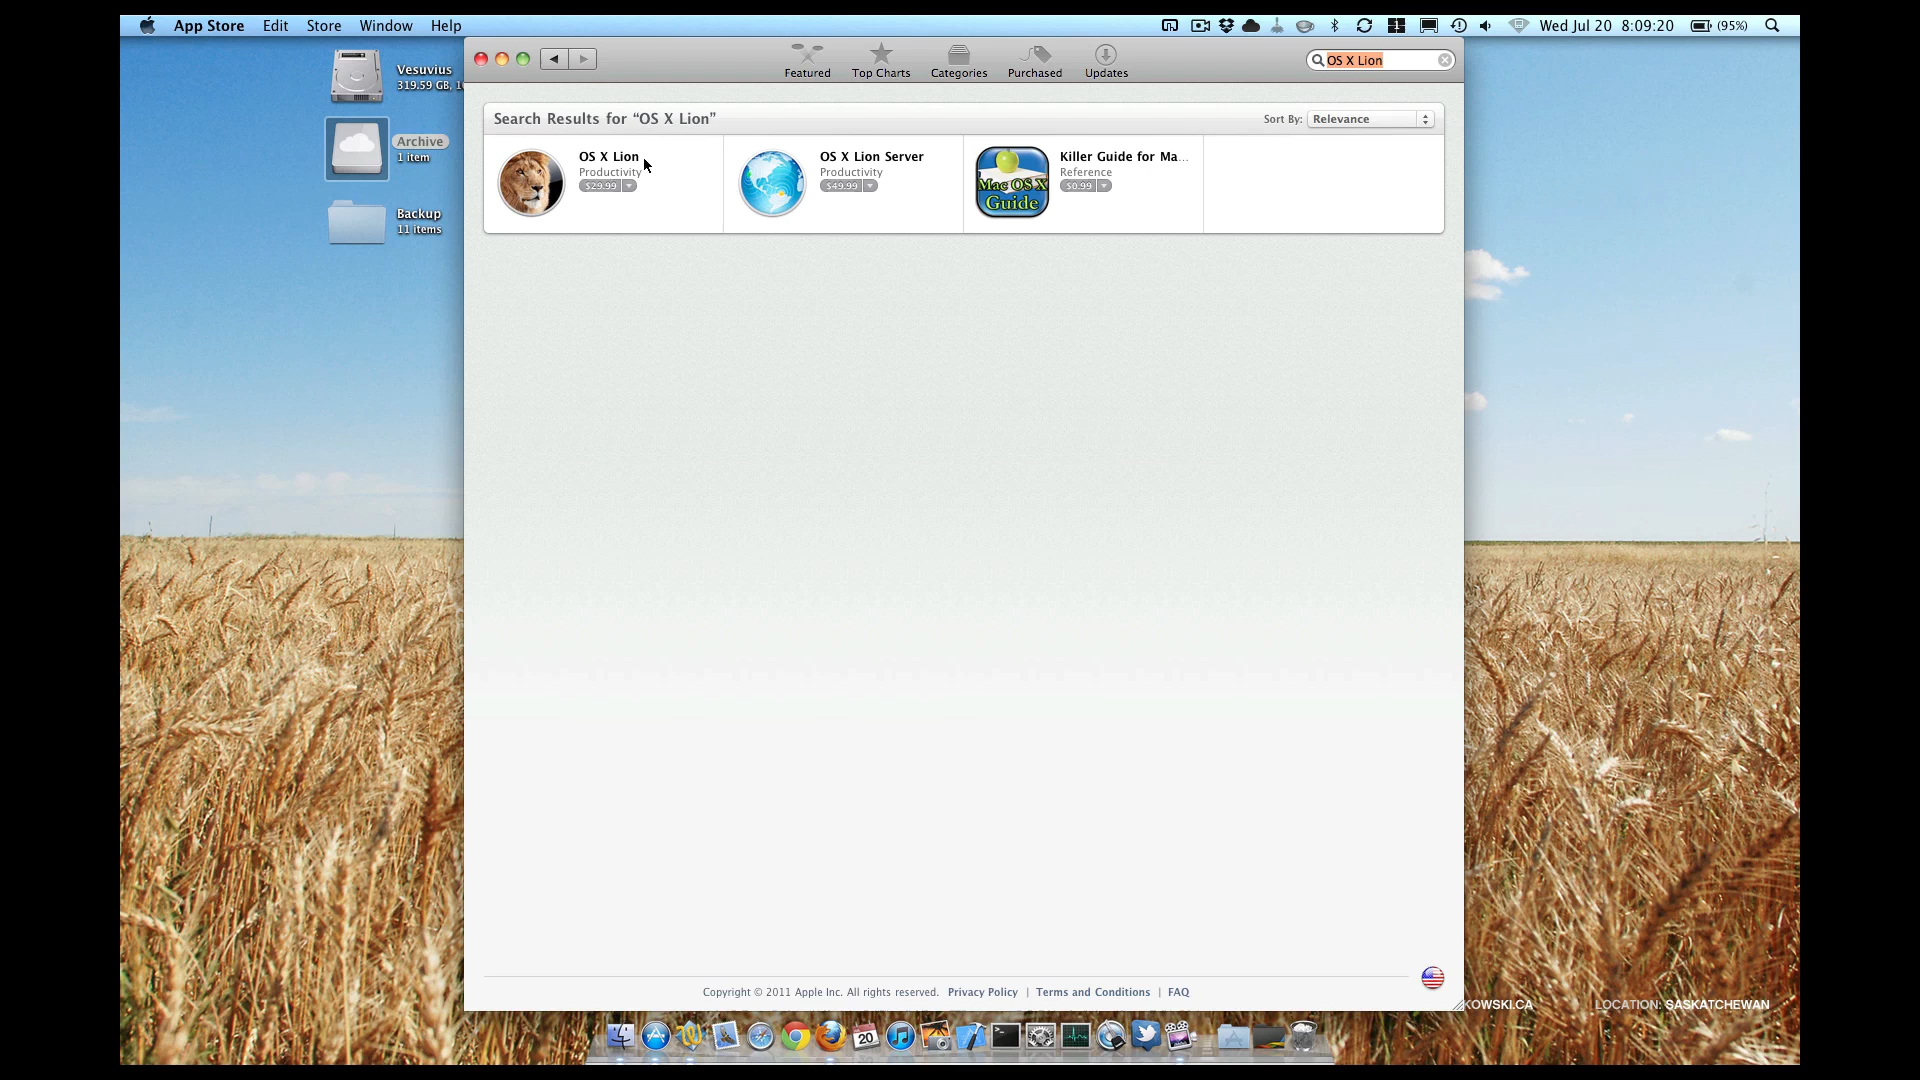 App Store Edit Store Window Help Wed Jul 20 8:09:20 (95%)
Vesuvius
319.59 GB,
Archive
1 item
Backup
11 items
Featured Top Charts Categories Purchased Updates
OS X Lion
Search Results for “OS X Lion”
Sort By: Relevance
OS X Lion
Productivity
$29.99
OS X Lion Server
Productivity
$49.99
Mac OS X
Guide
Killer Guide for Ma...
Reference
$0.99
Copyright © 2011 Apple Inc. All rights reserved. Privacy Policy | Terms and Conditions | FAQ
KOWSKI.CA LOCATION: SASKATCHEWAN
20